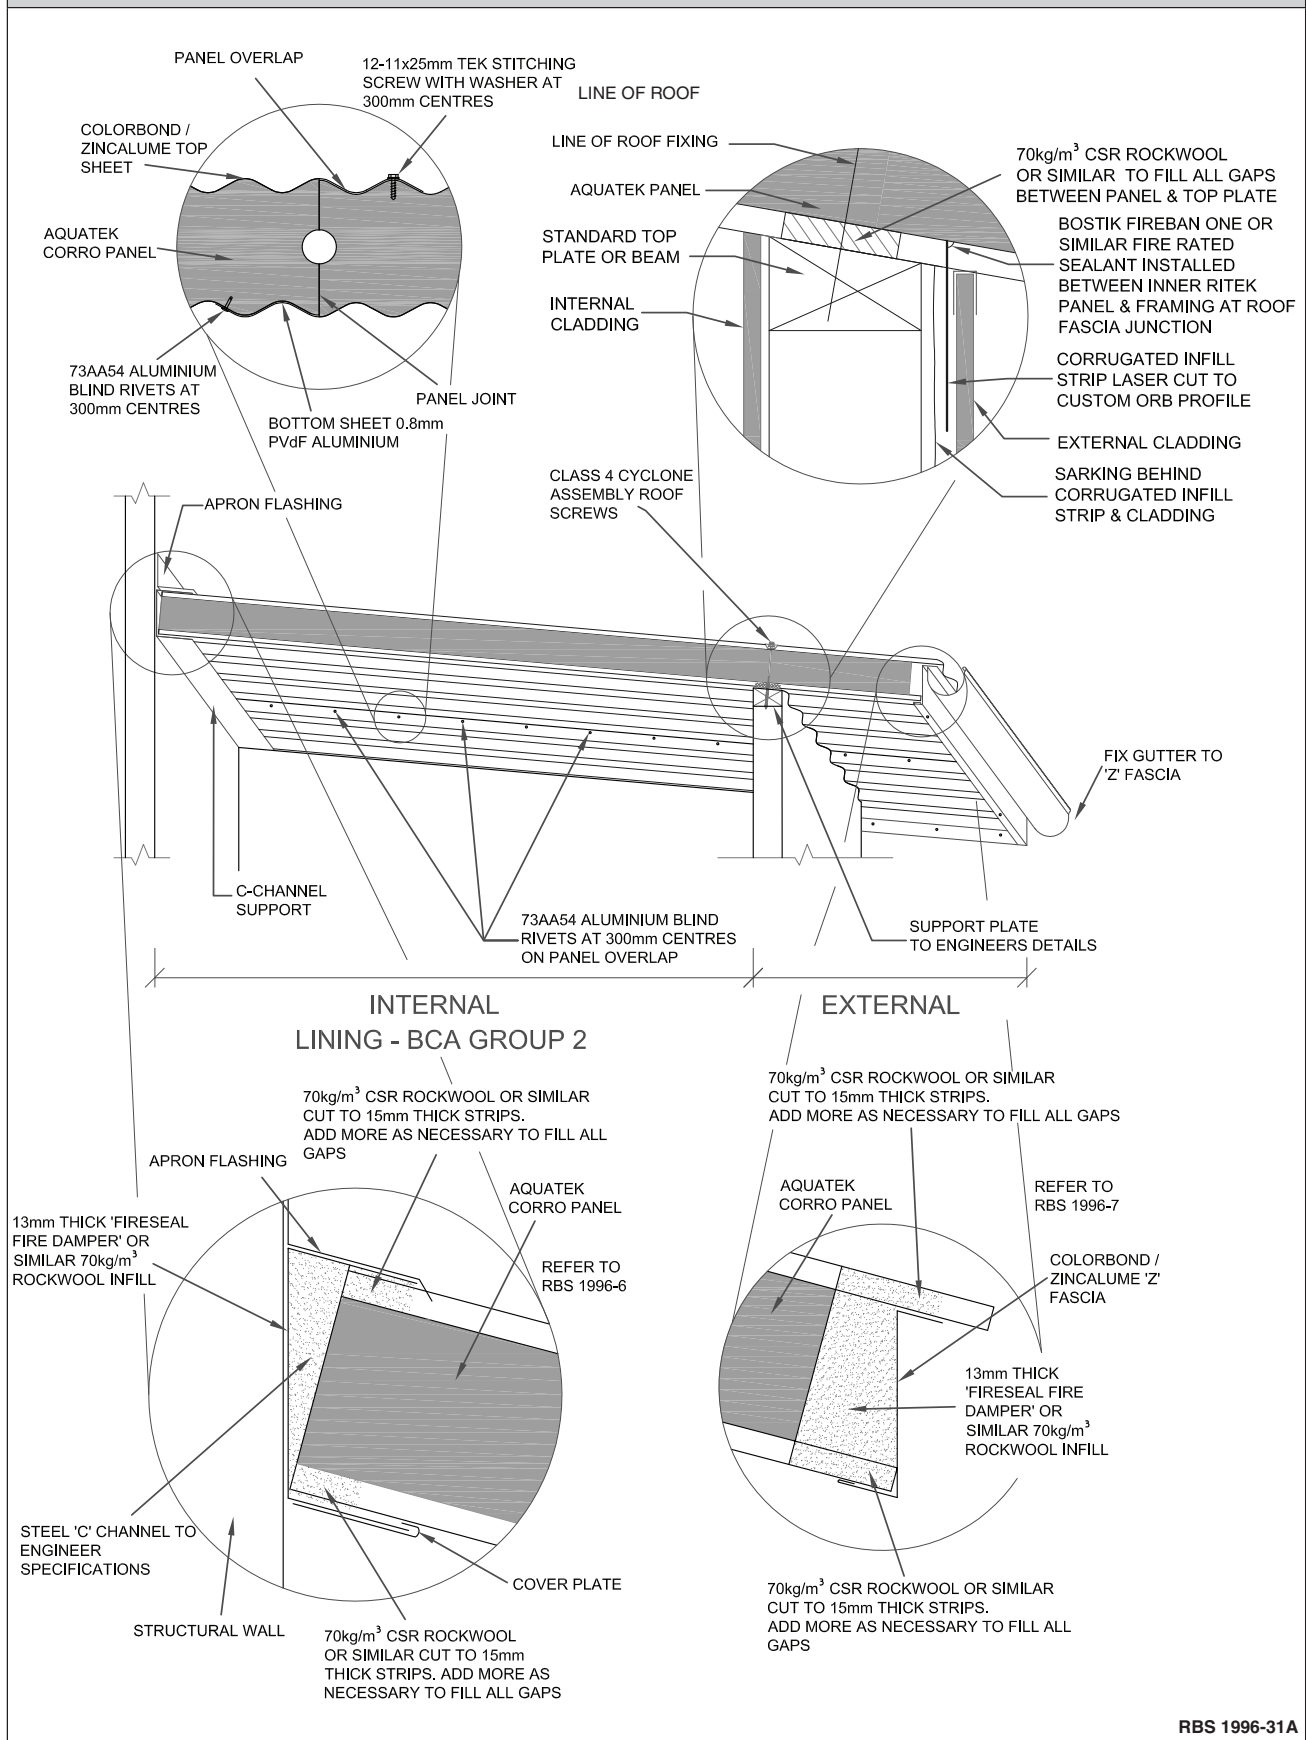 PANEL OVERLAP
12-11x25mm TEK STITCHING
SCREW WITH WASHER AT
300mm CENTRES
LINE OF ROOF
COLORBOND /
ZINCALUME TOP
SHEET
LINE OF ROOF FIXING
70kg/m³ CSR ROCKWOOL
OR SIMILAR TO FILL ALL GAPS
BETWEEN PANEL & TOP PLATE
AQUATEK PANEL
AQUATEK
CORRO PANEL
STANDARD TOP
PLATE OR BEAM
BOSTIK FIREBAN ONE OR
SIMILAR FIRE RATED
SEALANT INSTALLED
BETWEEN INNER RITEK
PANEL & FRAMING AT ROOF
FASCIA JUNCTION
INTERNAL
CLADDING
73AA54 ALUMINIUM
BLIND RIVETS AT
300mm CENTRES
PANEL JOINT
BOTTOM SHEET 0.8mm
PVdF ALUMINIUM
CORRUGATED INFILL
STRIP LASER CUT TO
CUSTOM ORB PROFILE
EXTERNAL CLADDING
SARKING BEHIND
CORRUGATED INFILL
STRIP & CLADDING
CLASS 4 CYCLONE
ASSEMBLY ROOF
SCREWS
APRON FLASHING
FIX GUTTER TO
'Z' FASCIA
C-CHANNEL
SUPPORT
73AA54 ALUMINIUM BLIND
RIVETS AT 300mm CENTRES
ON PANEL OVERLAP
SUPPORT PLATE
TO ENGINEERS DETAILS
INTERNAL
LINING - BCA GROUP 2
EXTERNAL
70kg/m³ CSR ROCKWOOL OR SIMILAR
CUT TO 15mm THICK STRIPS.
ADD MORE AS NECESSARY TO FILL ALL
GAPS
70kg/m³ CSR ROCKWOOL OR SIMILAR
CUT TO 15mm THICK STRIPS.
ADD MORE AS NECESSARY TO FILL ALL GAPS
APRON FLASHING
AQUATEK
CORRO PANEL
AQUATEK
CORRO PANEL
REFER TO
RBS 1996-7
13mm THICK 'FIRESEAL
FIRE DAMPER' OR
SIMILAR 70kg/m³
ROCKWOOL INFILL
REFER TO
RBS 1996-6
COLORBOND /
ZINCALUME 'Z'
FASCIA
13mm THICK
'FIRESEAL FIRE
DAMPER' OR
SIMILAR 70kg/m³
ROCKWOOL INFILL
STEEL 'C' CHANNEL TO
ENGINEER
SPECIFICATIONS
COVER PLATE
STRUCTURAL WALL
70kg/m³ CSR ROCKWOOL
OR SIMILAR CUT TO 15mm
THICK STRIPS. ADD MORE AS
NECESSARY TO FILL ALL GAPS
70kg/m³ CSR ROCKWOOL OR SIMILAR
CUT TO 15mm THICK STRIPS.
ADD MORE AS NECESSARY TO FILL ALL
GAPS
RBS 1996-31A